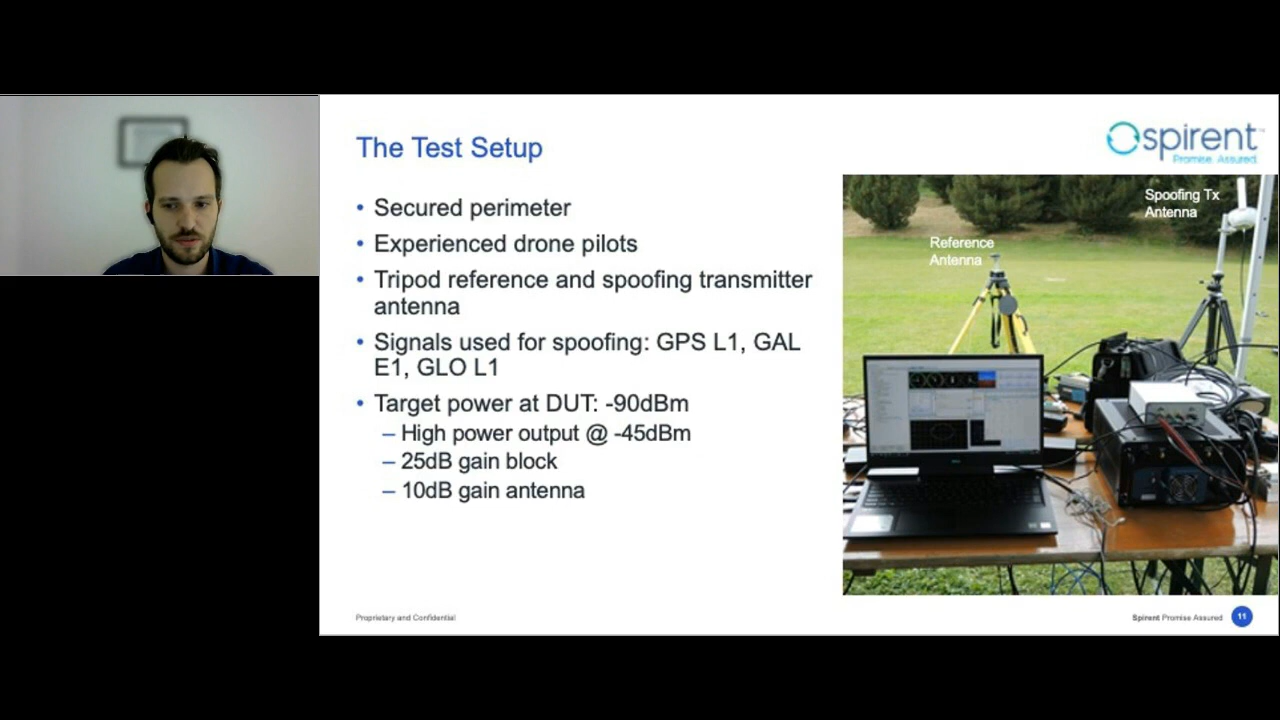 The Test Setup
spirent
Promise. Assured.
• Secured perimeter
• Experienced drone pilots
• Tripod reference and spoofing transmitter
antenna
• Signals used for spoofing: GPS L1, GAL
E1, GLO L1
• Target power at DUT: -90dBm
– High power output @ -45dBm
– 25dB gain block
– 10dB gain antenna
Spoofing Tx
Antenna
Reference
Antenna
Proprietary and Confidential
Spirent Promise Assured
11